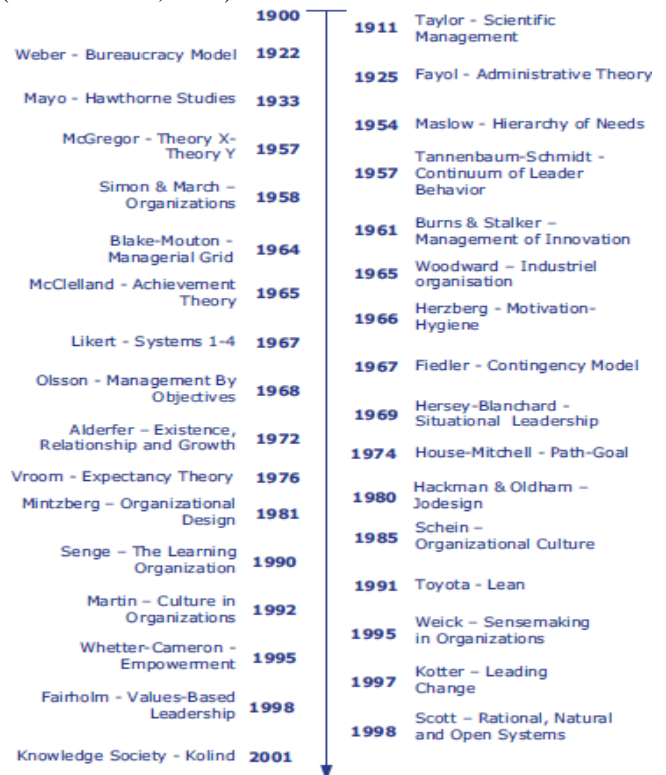 1900
1911 Taylor - Scientific
Management
Weber - Bureaucracy Model 1922
1925 Fayol - Administrative Theory
Mayo - Hawthorne Studies 1933
1954 Maslow - Hierarchy of Needs
McGregor - Theory X-
Theory Y 1957
1957 Tannenbaum-Schmidt -
Continuum of Leader
Behavior
Simon & March –
Organizations 1958
1961 Burns & Stalker –
Management of Innovation
Blake-Mouton -
Managerial Grid 1964
1965 Woodward – Industriel
organisation
McClelland - Achievement
Theory 1965
1966 Herzberg - Motivation-
Hygiene
Likert - Systems 1-4 1967
1967 Fiedler - Contingency Model
Olsson - Management By
Objectives 1968
1969 Hersey-Blanchard -
Situational Leadership
Alderfer – Existence,
Relationship and Growth 1972
1974 House-Mitchell - Path-Goal
Vroom - Expectancy Theory 1976
1980 Hackman & Oldham –
Jodesign
Mintzberg – Organizational
Design 1981
1985 Schein –
Organizational Culture
Senge – The Learning
Organization 1990
1991 Toyota - Lean
Martin – Culture in
Organizations 1992
1995 Weick – Sensemaking
in Organizations
Whetter-Cameron -
Empowerment 1995
1997 Kotter – Leading
Change
Fairholm - Values-Based
Leadership 1998
1998 Scott – Rational, Natural
and Open Systems
Knowledge Society - Kolind 2001